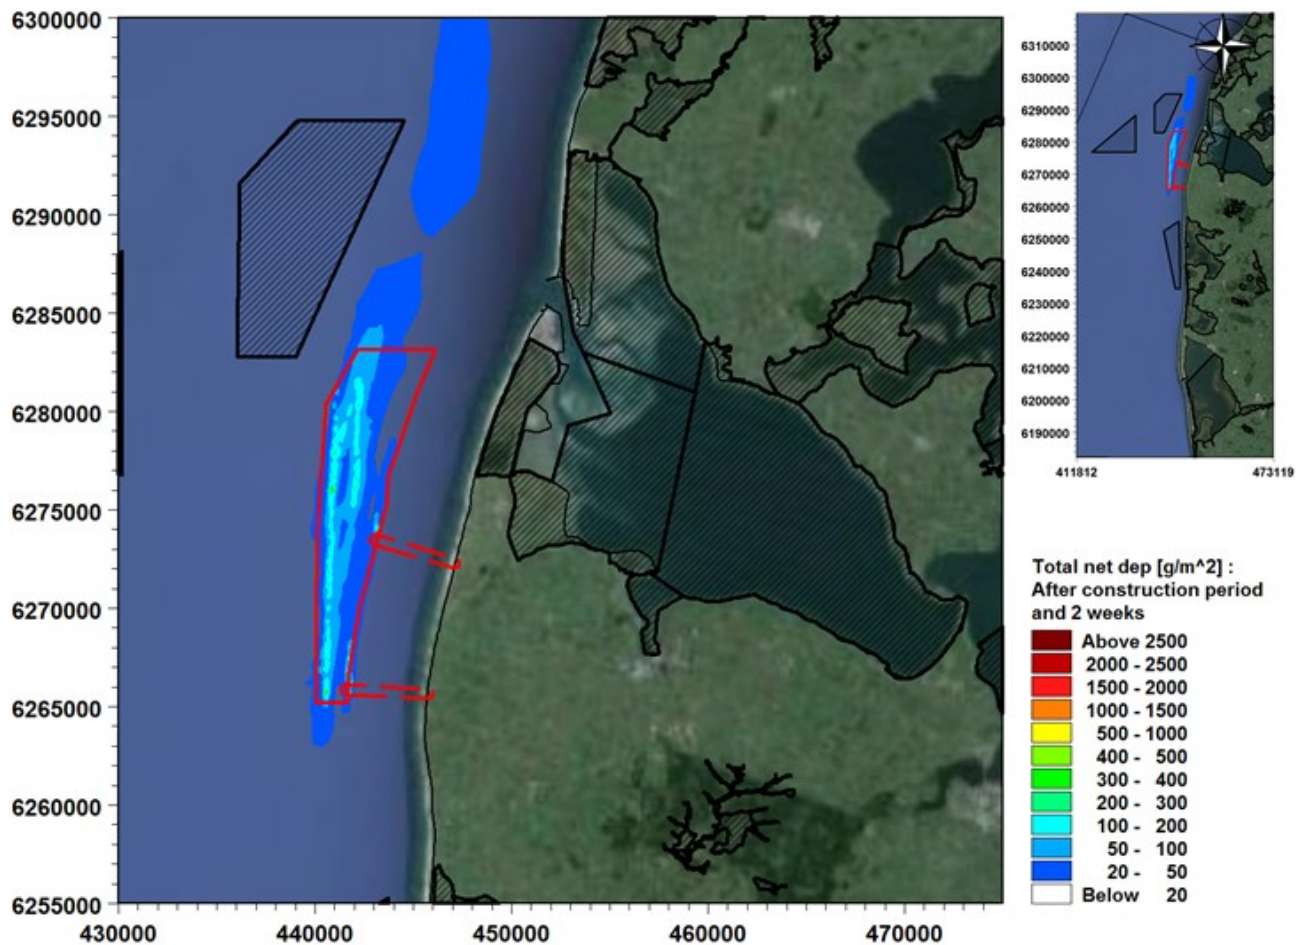 6300000
6295000
6290000
6285000
6280000
6275000
6270000
6265000
6260000
6255000
430000
440000
450000
460000
470000
6310000
6300000
6290000
6280000
6270000
6260000
6250000
6240000
6230000
6220000
6210000
6200000
6190000
411812
473119
Total net dep [g/m^2] :
After construction period
and 2 weeks
Above 2500
2000 - 2500
1500 - 2000
1000 - 1500
500 - 1000
400 - 500
300 - 400
200 - 300
100 - 200
50 - 100
20 - 50
Below 20